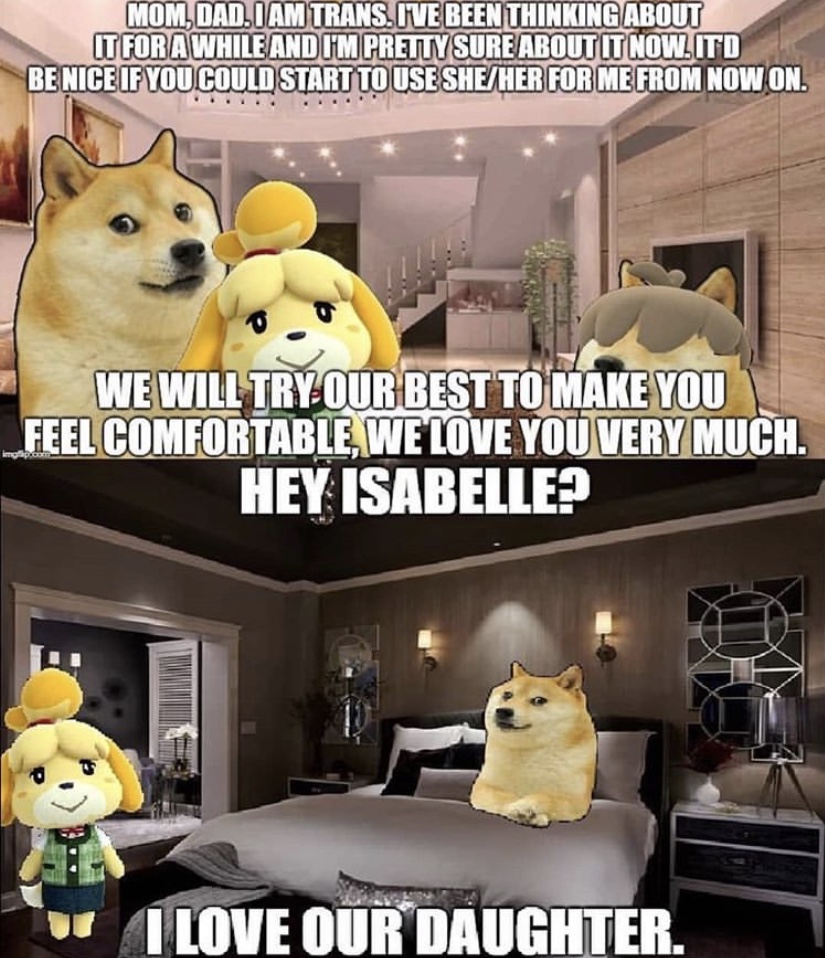 MOM, DAD. I AM TRANS. I'VE BEEN THINKING ABOUT
IT FOR A WHILE AND I'M PRETTY SURE ABOUT IT NOW. IT'D
BE NICE IF YOU COULD START TO USE SHE/HER FOR ME FROM NOW ON.
WE WILL TRY OUR BEST TO MAKE YOU
FEEL COMFORTABLE, WE LOVE YOU VERY MUCH.
imgflip.com
HEY ISABELLE?
I LOVE OUR DAUGHTER.